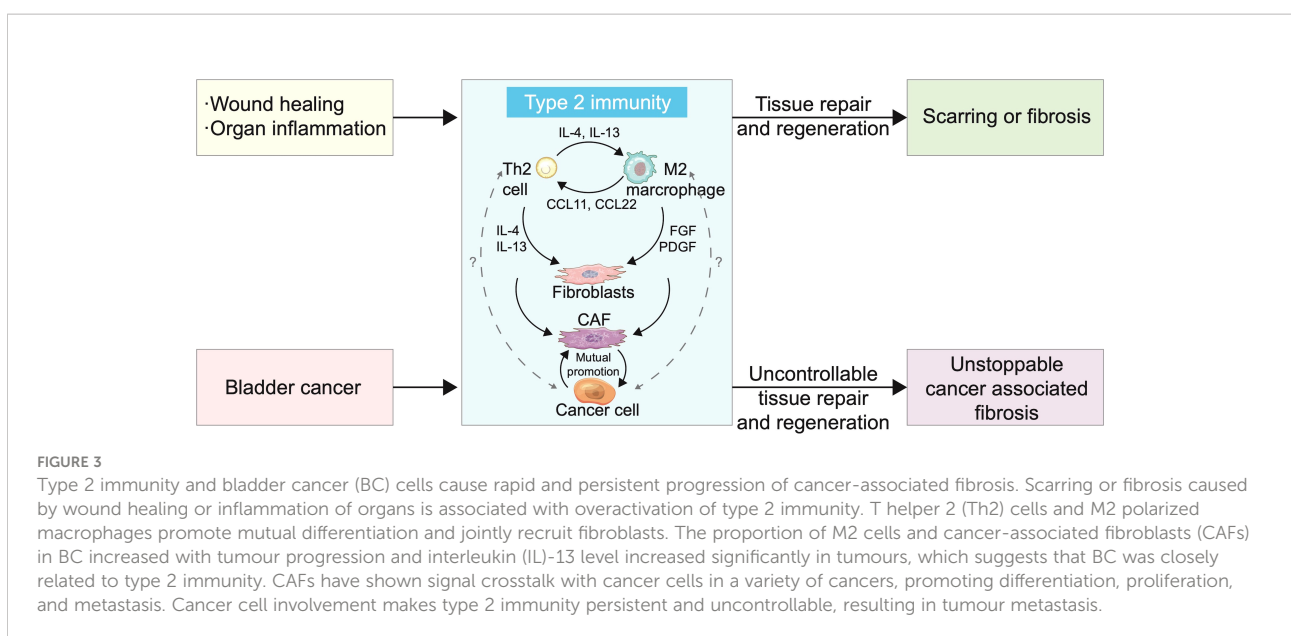 ·Wound healing
·Organ inflammation
Type 2 immunity
IL-4, IL-13
Th2
cell
M2
marcrophage
CCL11, CCL22
IL-4
IL-13
FGF
PDGF
?
?
Fibroblasts
CAF
Mutual
promotion
Cancer cell
Tissue repair
and regeneration
Scarring or fibrosis
Bladder cancer
Uncontrollable
tissue repair
and regeneration
Unstoppable
cancer associated
fibrosis
FIGURE 3
Type 2 immunity and bladder cancer (BC) cells cause rapid and persistent progression of cancer-associated fibrosis. Scarring or fibrosis caused
by wound healing or inflammation of organs is associated with overactivation of type 2 immunity. T helper 2 (Th2) cells and M2 polarized
macrophages promote mutual differentiation and jointly recruit fibroblasts. The proportion of M2 cells and cancer-associated fibroblasts (CAFs)
in BC increased with tumour progression and interleukin (IL)-13 level increased significantly in tumours, which suggests that BC was closely
related to type 2 immunity. CAFs have shown signal crosstalk with cancer cells in a variety of cancers, promoting differentiation, proliferation,
and metastasis. Cancer cell involvement makes type 2 immunity persistent and uncontrollable, resulting in tumour metastasis.